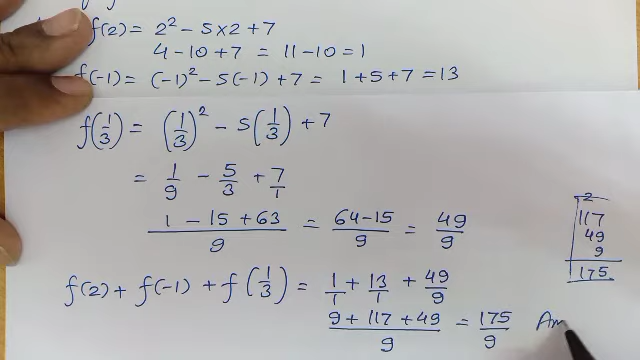 f(2) = 2² - 5×2 + 7
4 - 10 + 7 = 11 - 10 = 1
f(-1) = (-1)² - 5(-1) + 7 = 1 + 5 + 7 = 13
f(1/3) = (1/3)² - 5(1/3) + 7
= 1/9 - 5/3 + 7/1
(1 - 15 + 63)/9 = (64 - 15)/9 = 49/9
f(2) + f(-1) + f(1/3) = 1/1 + 13/1 + 49/9
(9 + 117 + 49)/9 = 175/9 An
2
117
49
9
175